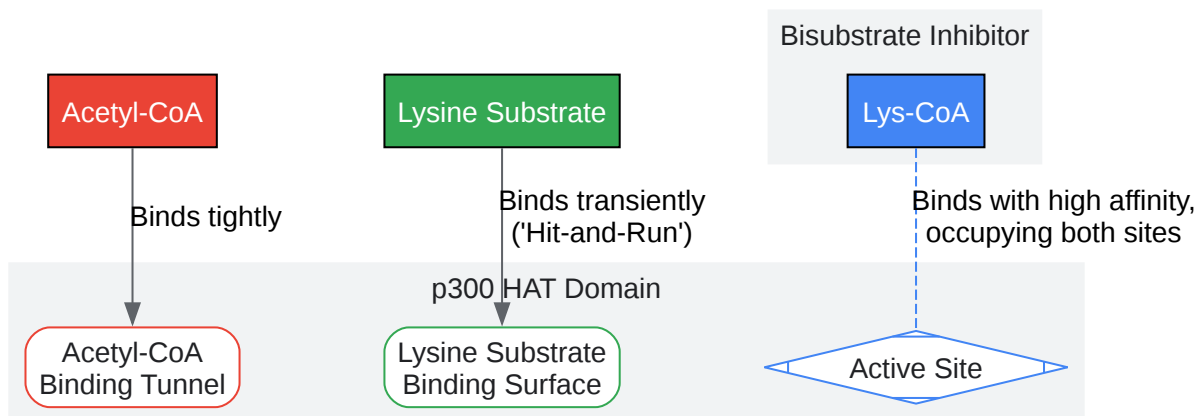 Bisubstrate Inhibitor
Acetyl-CoA
Lysine Substrate
Lys-CoA
Binds tightly
Binds transiently
('Hit-and-Run')
Binds with high affinity,
occupying both sites
p300 HAT Domain
Acetyl-CoA
Binding Tunnel
Lysine Substrate
Binding Surface
Active Site